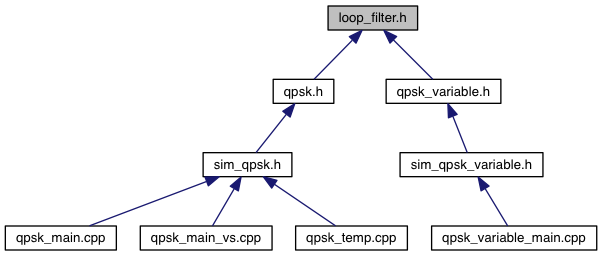 loop_filter.h
qpsk.h
qpsk_variable.h
sim_qpsk.h
sim_qpsk_variable.h
qpsk_main.cpp
qpsk_main_vs.cpp
qpsk_temp.cpp
qpsk_variable_main.cpp